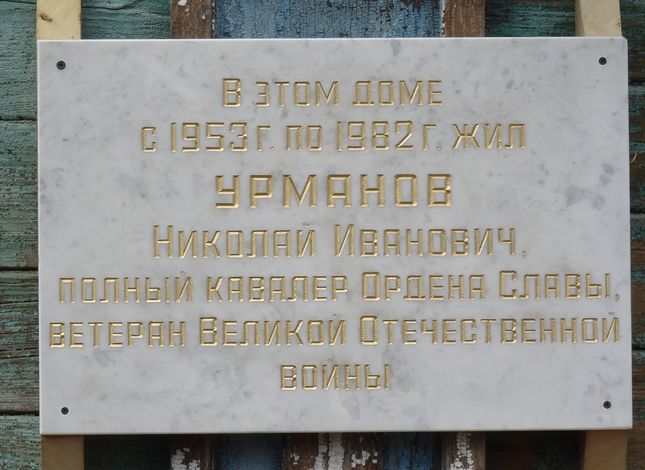 В ЭТОМ ДОМЕ
С 1953 Г. ПО 1982 Г. ЖИЛ
УРМАНОВ
НИКОЛАЙ ИВАНОВИЧ,
ПОЛНЫЙ КАВАЛЕР ОРДЕНА СЛАВЫ,
ВЕТЕРАН ВЕЛИКОЙ ОТЕЧЕСТВЕННОЙ
ВОЙНЫ